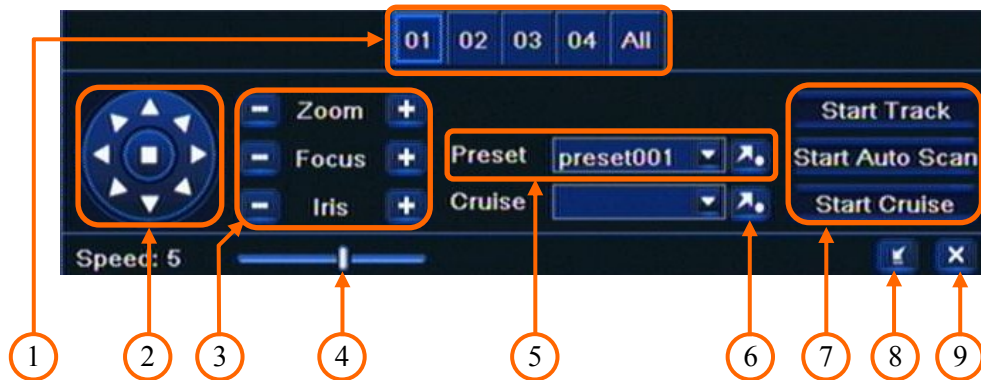 01 02 03 04 All
Zoom
Focus
Iris
Preset preset001
Cruise
Start Track
Start Auto Scan
Start Cruise
Speed: 5
1 2 3 4 5 6 7 8 9